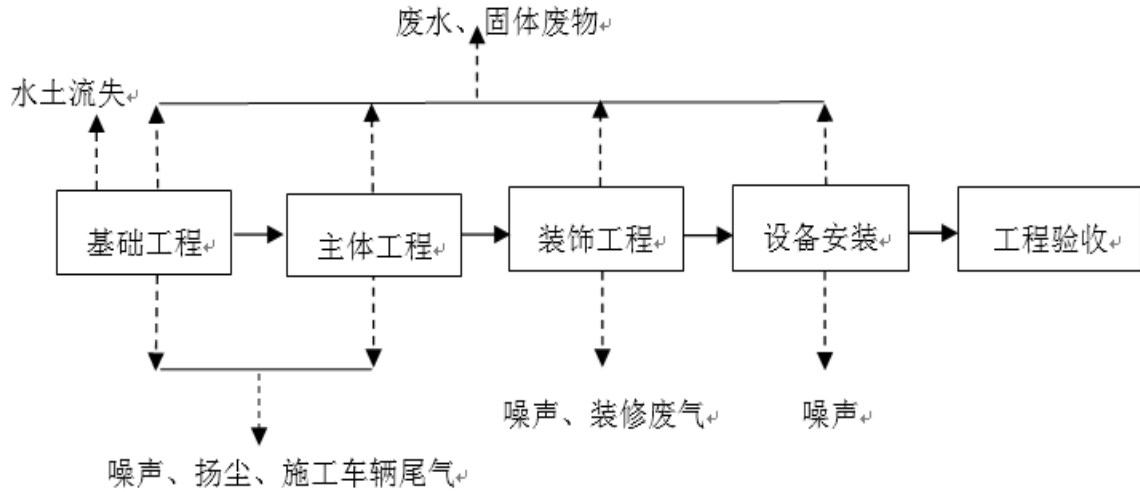 废水、固体废物
水土流失
基础工程
主体工程
装饰工程
设备安装
工程验收
噪声、装修废气
噪声
噪声、扬尘、施工车辆尾气